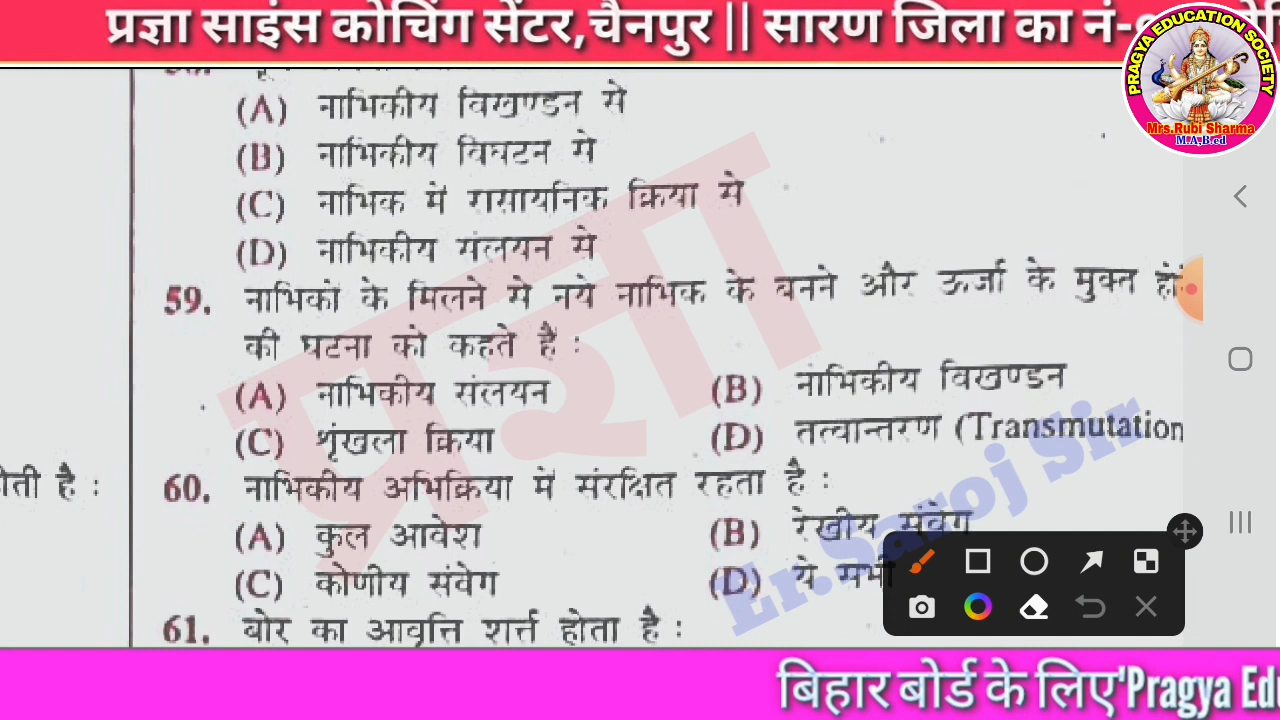 प्रज्ञा साइंस कोचिंग सेंटर,चैनपुर || सारण जिला का नं-
PRAGYA EDUCATION SOCIETY
Mrs.Rubi Sharma
M.A,B.ed
(A) नाभिकीय विखण्डन से
(B) नाभिकीय विघटन से
(C) नाभिक में रासायनिक क्रिया से
(D) नाभिकीय संलयन से
59. नाभिकों के मिलने से नये नाभिक के बनने और ऊर्जा के मुक्त
की घटना को कहते हैं :
(A) नाभिकीय संलयन (B) नाभिकीय विखण्डन
(C) शृंखला क्रिया (D) तत्वान्तरण (Transmutation
होती है :
60. नाभिकीय अभिक्रिया में संरक्षित रहता है :
(A) कुल आवेश (B) रेखीय संवेग
(C) कोणीय संवेग (D) ये सभी
61. बोर का आवृत्ति शर्त्त होता है :
प्रज्ञा
Er.Saroj Sir
बिहार बोर्ड के लिए'Pragya Edu